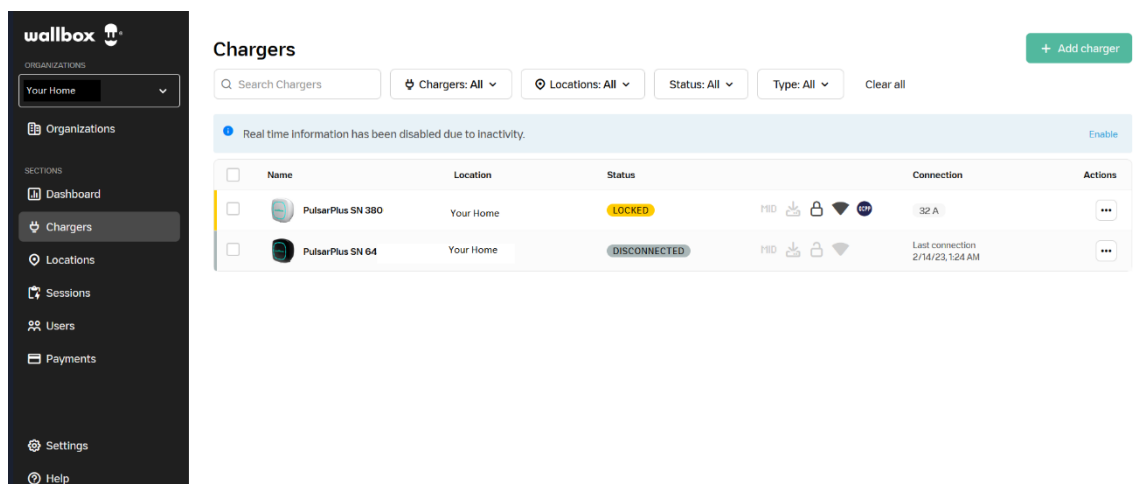 wallbox
ORGANIZATIONS
Your Home
Organizations
SECTIONS
Dashboard
Chargers
Locations
Sessions
Users
Payments
Settings
Help
Chargers
+ Add charger
Search Chargers
Chargers: All
Locations: All
Status: All
Type: All
Clear all
Real time information has been disabled due to inactivity.
Enable
Name Location Status Connection Actions
PulsarPlus SN 380 Your Home LOCKED MID OCPP 32 A
PulsarPlus SN 64 Your Home DISCONNECTED MID Last connection
2/14/23, 1:24 AM